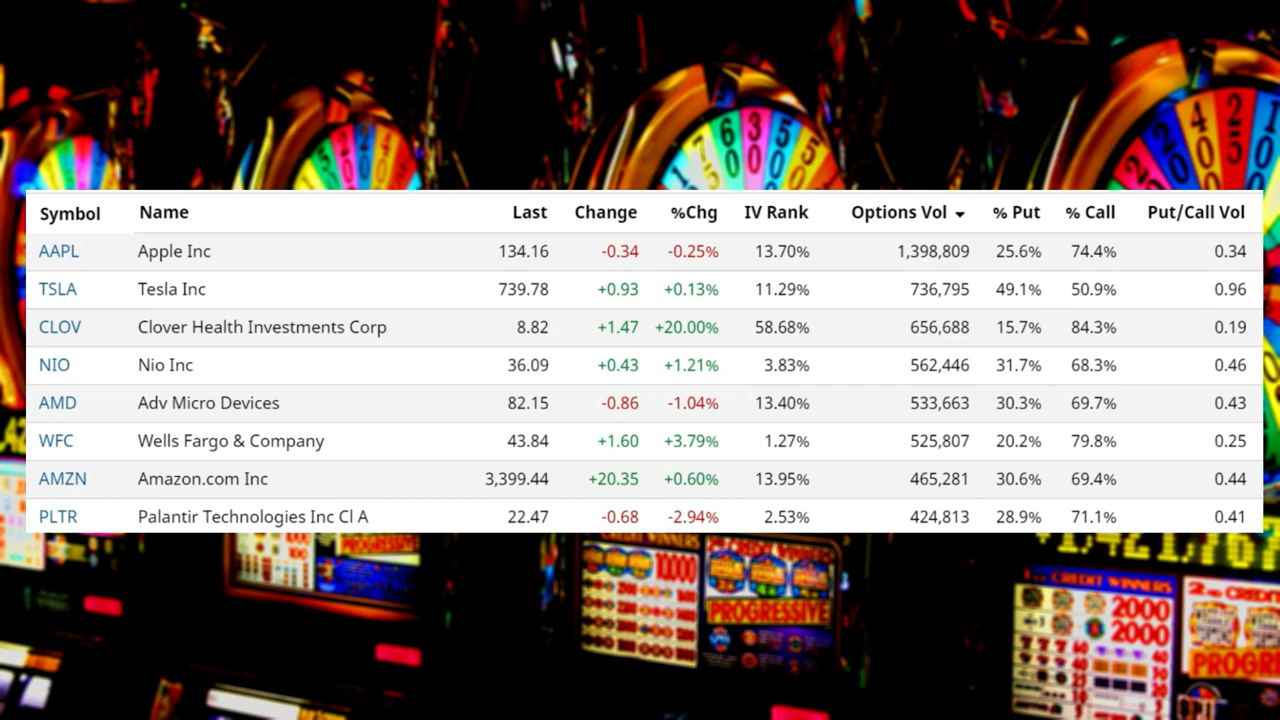 Symbol Name Last Change %Chg IV Rank Options Vol % Put % Call Put/Call Vol
AAPL Apple Inc 134.16 -0.34 -0.25% 13.70% 1,398,809 25.6% 74.4% 0.34
TSLA Tesla Inc 739.78 +0.93 +0.13% 11.29% 736,795 49.1% 50.9% 0.96
CLOV Clover Health Investments Corp 8.82 +1.47 +20.00% 58.68% 656,688 15.7% 84.3% 0.19
NIO Nio Inc 36.09 +0.43 +1.21% 3.83% 562,446 31.7% 68.3% 0.46
AMD Adv Micro Devices 82.15 -0.86 -1.04% 13.40% 533,663 30.3% 69.7% 0.43
WFC Wells Fargo & Company 43.84 +1.60 +3.79% 1.27% 525,807 20.2% 79.8% 0.25
AMZN Amazon.com Inc 3,399.44 +20.35 +0.60% 13.95% 465,281 30.6% 69.4% 0.44
PLTR Palantir Technologies Inc Cl A 22.47 -0.68 -2.94% 2.53% 424,813 28.9% 71.1% 0.41
PROGRESSIVE
10000
PROGRESSIVE
CREDIT WINNERS
2000
2000